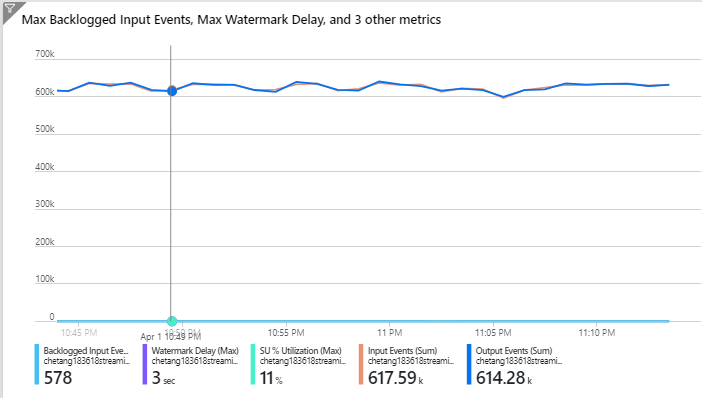 Max Backlogged Input Events, Max Watermark Delay, and 3 other metrics
700k
600k
500k
400k
300k
200k
100k
0
10:45 PM 10:50 PM 10:55 PM 11 PM 11:05 PM 11:10 PM
Apr 1 10:49 PM
Backlogged Input Eve... Watermark Delay (Max) SU % Utilization (Max) Input Events (Sum) Output Events (Sum)
chetang183618streami... chetang183618streami... chetang183618streami... chetang183618streami... chetang183618streami...
578 3 sec 11 % 617.59 k 614.28 k